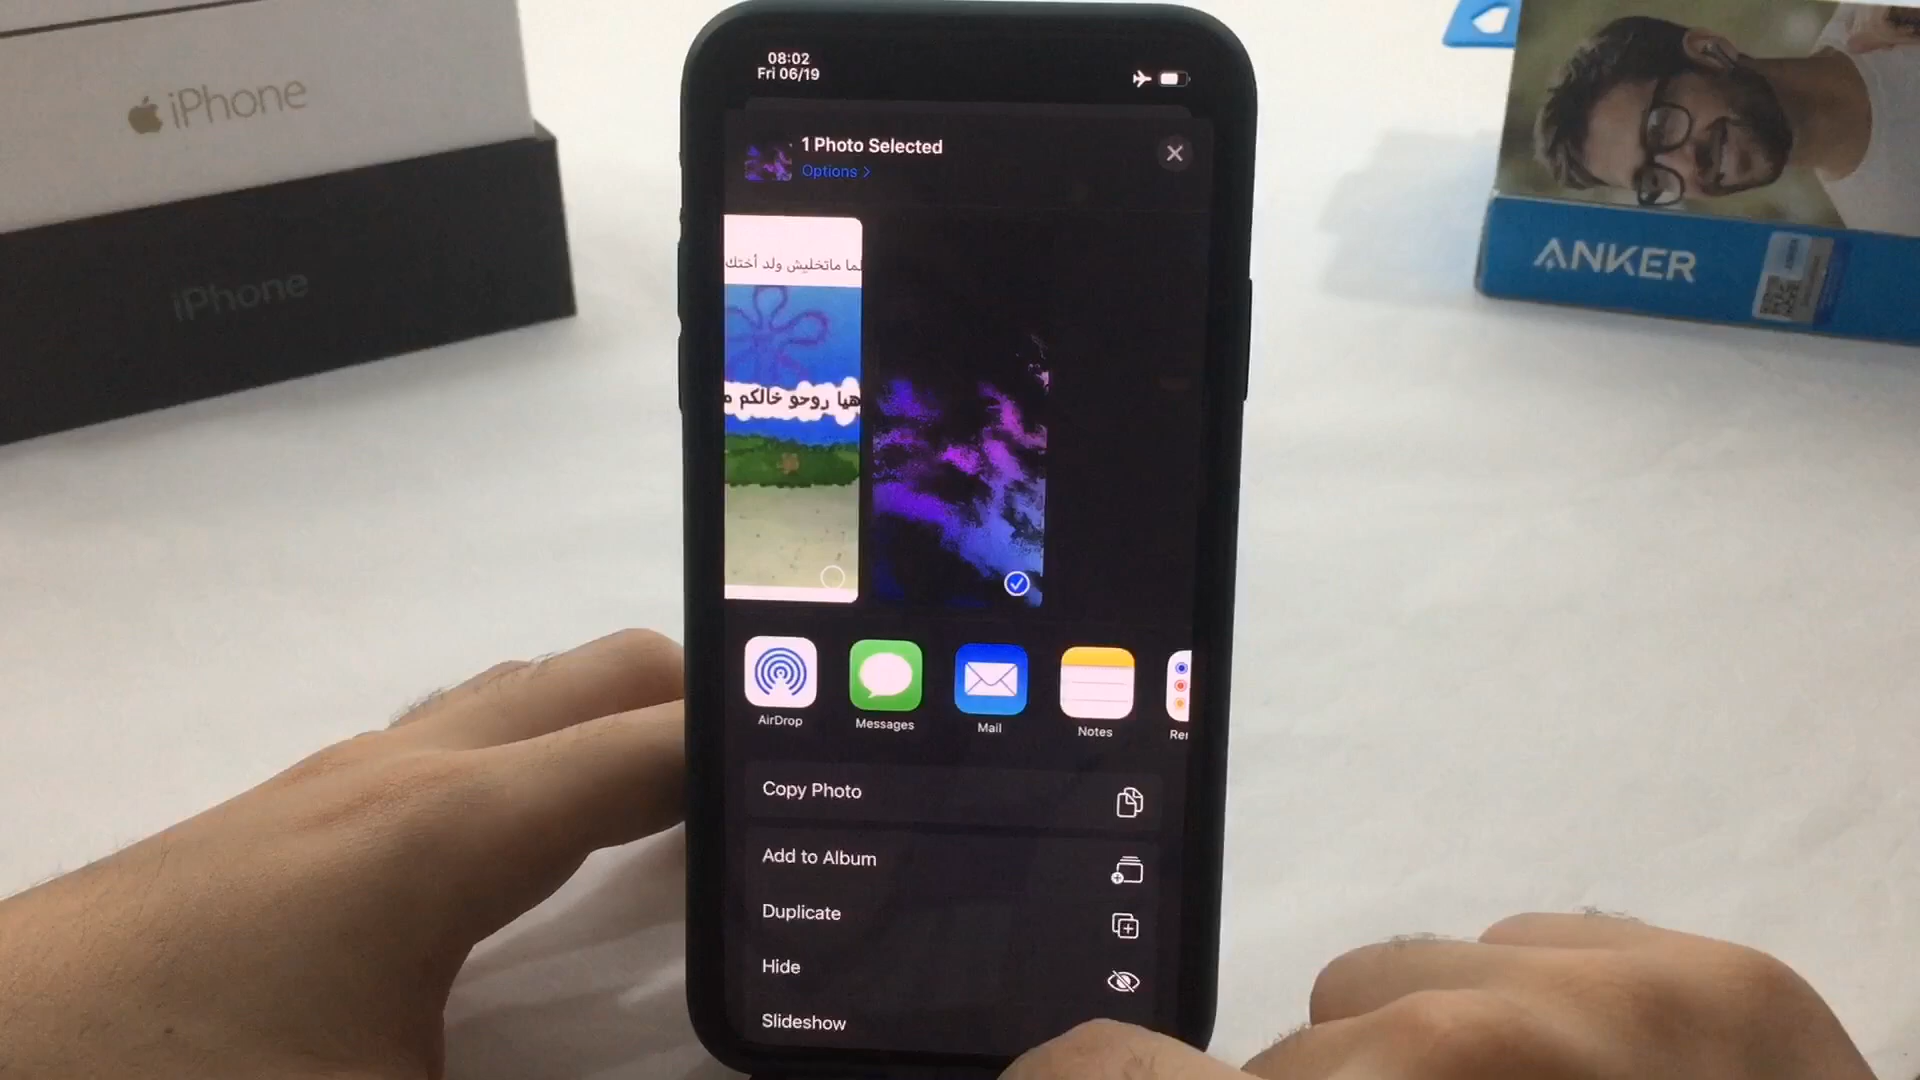 iPhone
iPhone
08:02
Fri 06/19
1 Photo Selected
Options >
لما ماتخليش ولد أختك
هيا روحو خالكم م
AirDrop
Messages
Mail
Notes
Rer
Copy Photo
Add to Album
Duplicate
Hide
Slideshow
ANKER